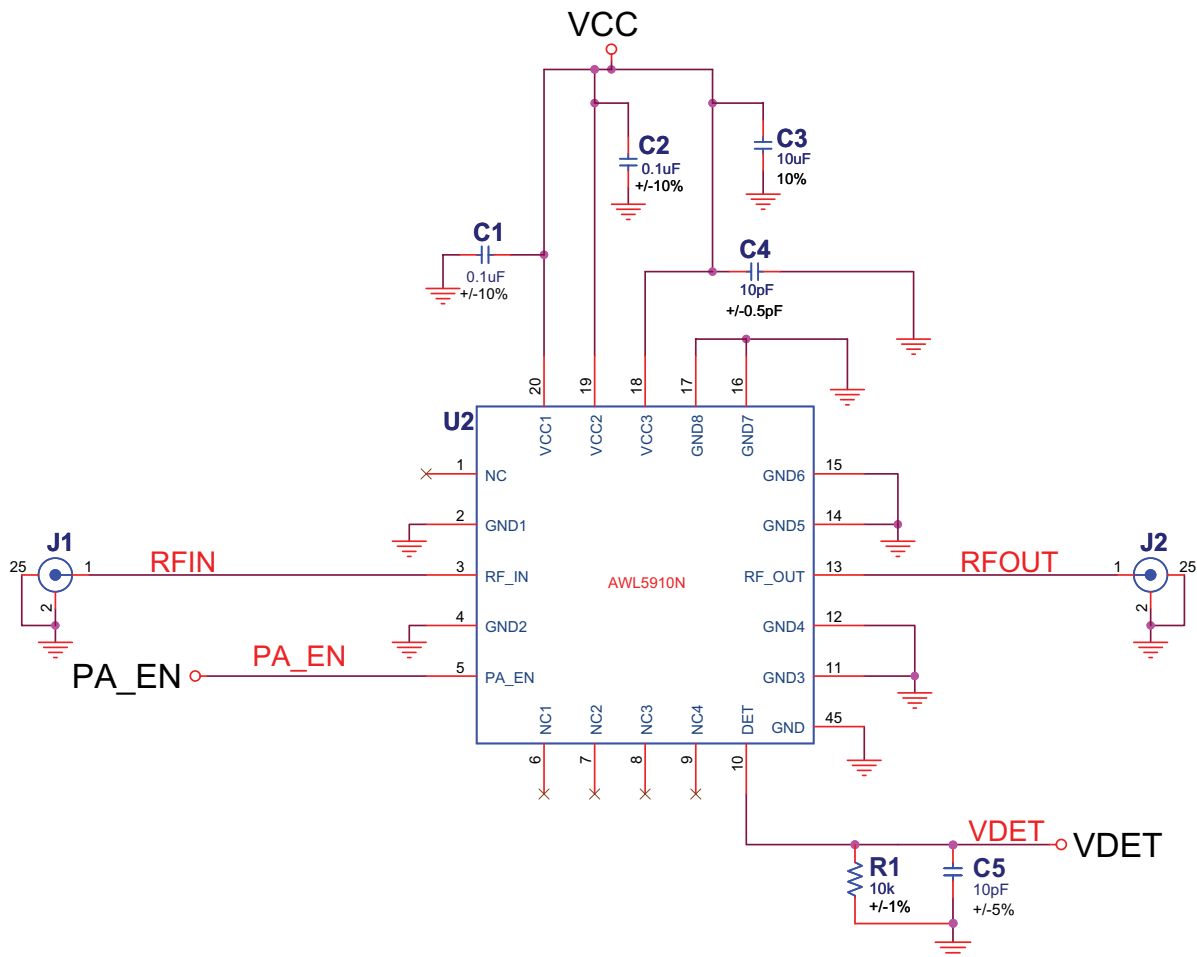 VCC
C2
0.1uF
+/-10%
C3
10uF
10%
C1
0.1uF
+/-10%
C4
10pF
+/-0.5pF
20
19
18
17
16
U2
VCC1
VCC2
VCC3
GND8
GND7
1
NC
GND6
15
2
GND1
GND5
14
J1
25
1
2
RFIN
3
RF_IN
AWL5910N
RF_OUT
13
RFOUT
J2
1
25
2
4
GND2
GND4
12
PA_EN
PA_EN
5
PA_EN
GND3
11
NC1
NC2
NC3
NC4
DET
GND
45
6
7
8
9
10
VDET
VDET
R1
10k
+/-1%
C5
10pF
+/-5%